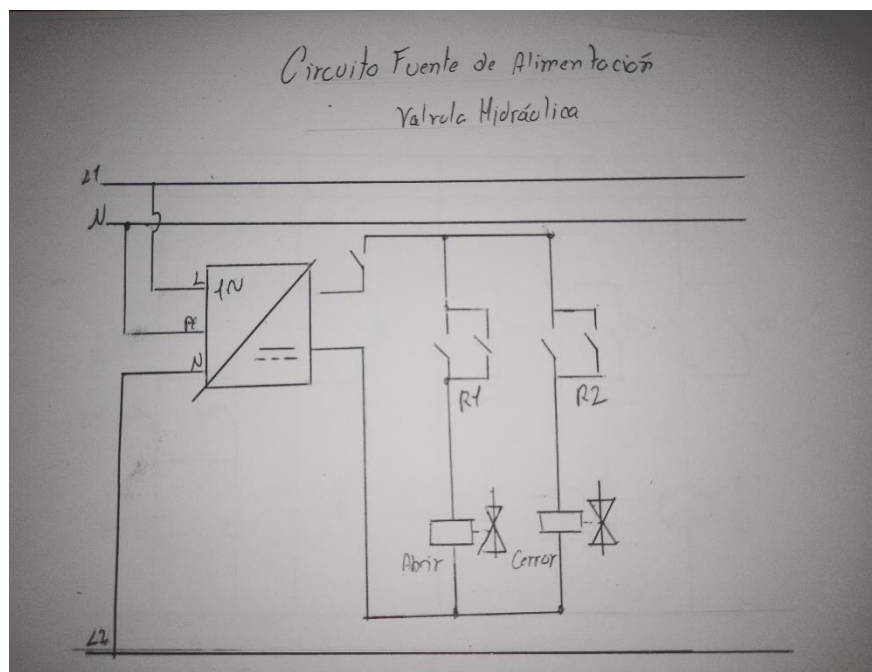 Circuito Fuente de Alimentación
Valvula Hidráulica
L1
N
L
1N
Pe
N
R1
R2
Abrir
Cerrar
L2